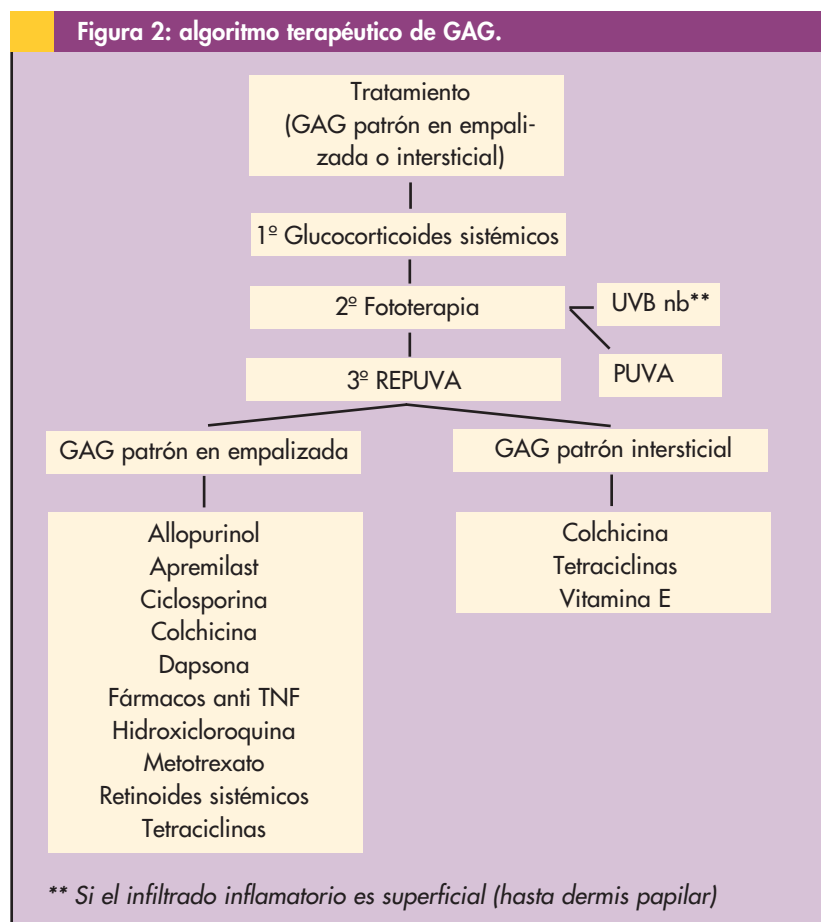 Figura 2: algoritmo terapéutico de GAG.
Tratamiento
(GAG patrón en empali-
zada o intersticial)
1º Glucocorticoides sistémicos
2º Fototerapia
UVB nb**
PUVA
3º REPUVA
GAG patrón en empalizada
GAG patrón intersticial
Allopurinol
Apremilast
Ciclosporina
Colchicina
Dapsona
Fármacos anti TNF
Hidroxicloroquina
Metotrexato
Retinoides sistémicos
Tetraciclinas
Colchicina
Tetraciclinas
Vitamina E
** Si el infiltrado inflamatorio es superficial (hasta dermis papilar)